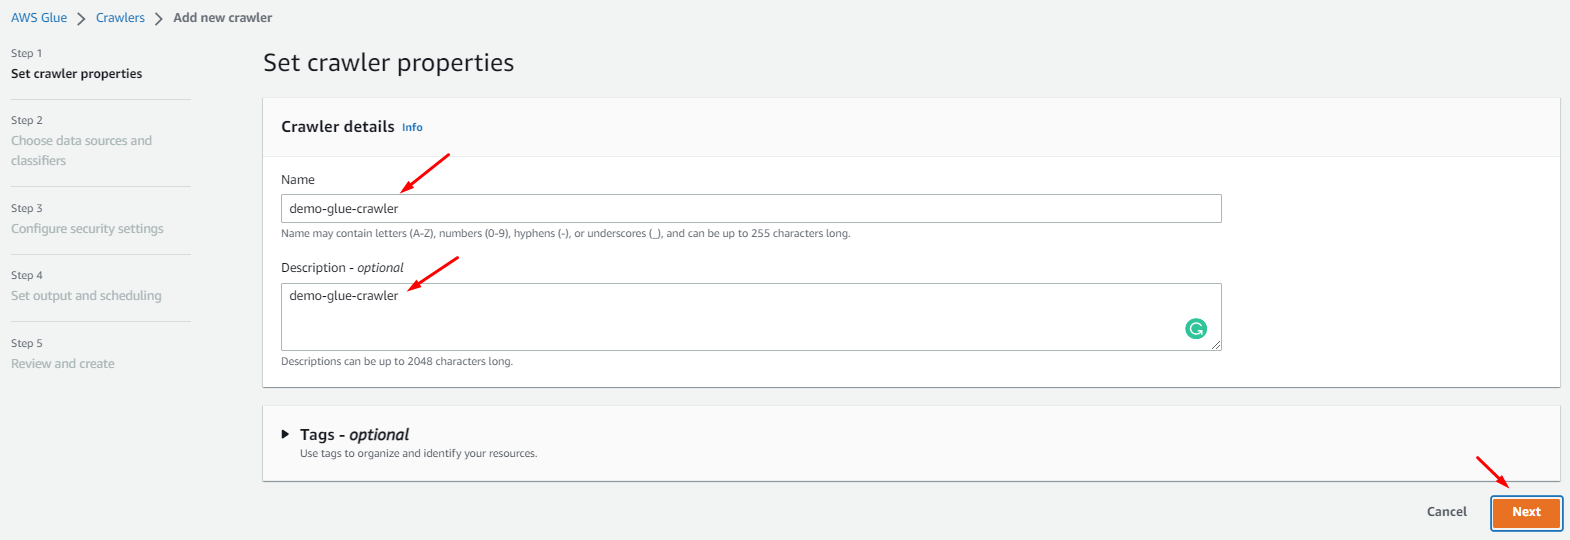 AWS Glue > Crawlers > Add new crawler
Step 1
Set crawler properties
Step 2
Choose data sources and
classifiers
Step 3
Configure security settings
Step 4
Set output and scheduling
Step 5
Review and create
Set crawler properties
Crawler details Info
Name
demo-glue-crawler
Name may contain letters (A-Z), numbers (0-9), hyphens (-), or underscores (_), and can be up to 255 characters long.
Description - optional
demo-glue-crawler
Descriptions can be up to 2048 characters long.
Tags - optional
Use tags to organize and identify your resources.
Cancel Next